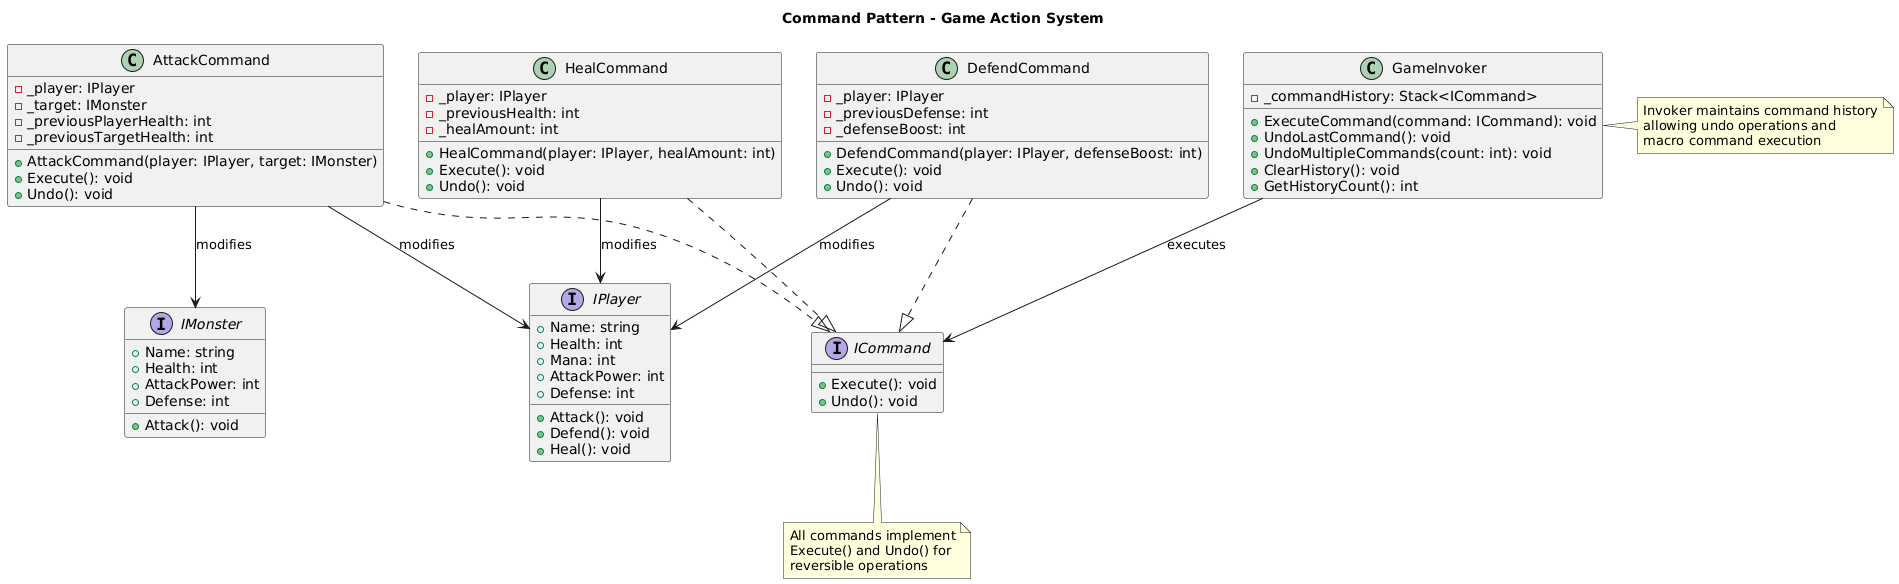 Command Pattern - Game Action System
C AttackCommand
_player: IPlayer
_target: IMonster
_previousPlayerHealth: int
_previousTargetHealth: int
AttackCommand(player: IPlayer, target: IMonster)
Execute(): void
Undo(): void
C HealCommand
_player: IPlayer
_previousHealth: int
_healAmount: int
HealCommand(player: IPlayer, healAmount: int)
Execute(): void
Undo(): void
C DefendCommand
_player: IPlayer
_previousDefense: int
_defenseBoost: int
DefendCommand(player: IPlayer, defenseBoost: int)
Execute(): void
Undo(): void
C GameInvoker
_commandHistory: Stack<ICommand>
ExecuteCommand(command: ICommand): void
UndoLastCommand(): void
UndoMultipleCommands(count: int): void
ClearHistory(): void
GetHistoryCount(): int
Invoker maintains command history
allowing undo operations and
macro command execution
modifies
modifies
modifies
modifies
executes
I IMonster
Name: string
Health: int
AttackPower: int
Defense: int
Attack(): void
I IPlayer
Name: string
Health: int
Mana: int
AttackPower: int
Defense: int
Attack(): void
Defend(): void
Heal(): void
I ICommand
Execute(): void
Undo(): void
All commands implement
Execute() and Undo() for
reversible operations